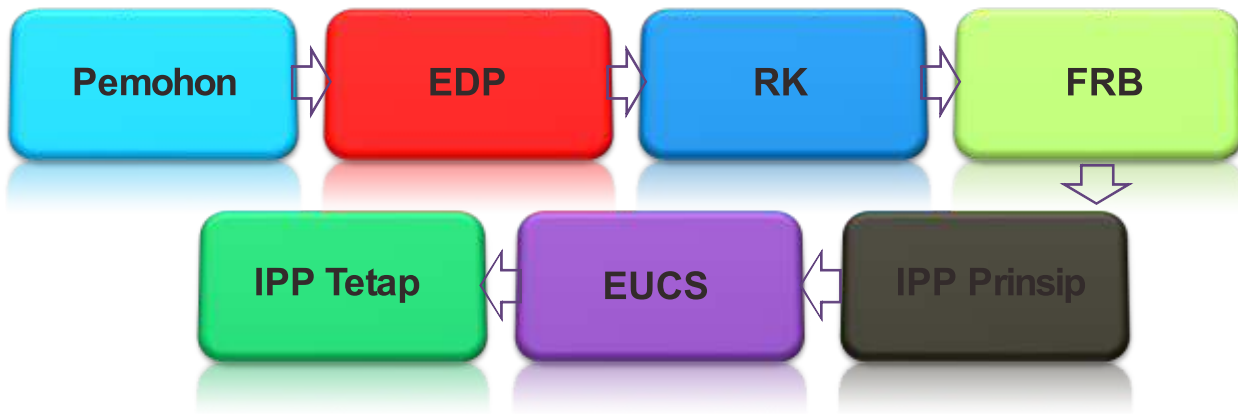 Pemohon
EDP
RK
FRB
IPP Prinsip
EUCS
IPP Tetap